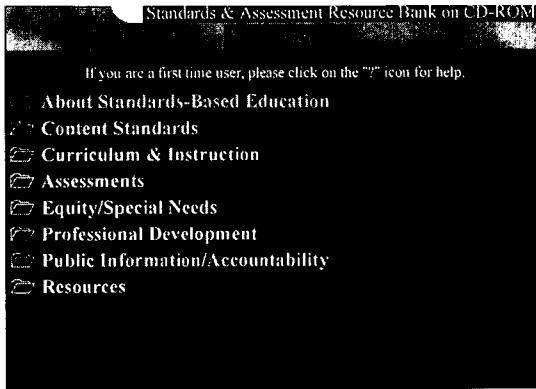 Standards & Assessment Resource Bank on CD-ROM
If you are a first time user, please click on the "?" icon for help.
About Standards-Based Education
Content Standards
Curriculum & Instruction
Assessments
Equity/Special Needs
Professional Development
Public Information/Accountability
Resources